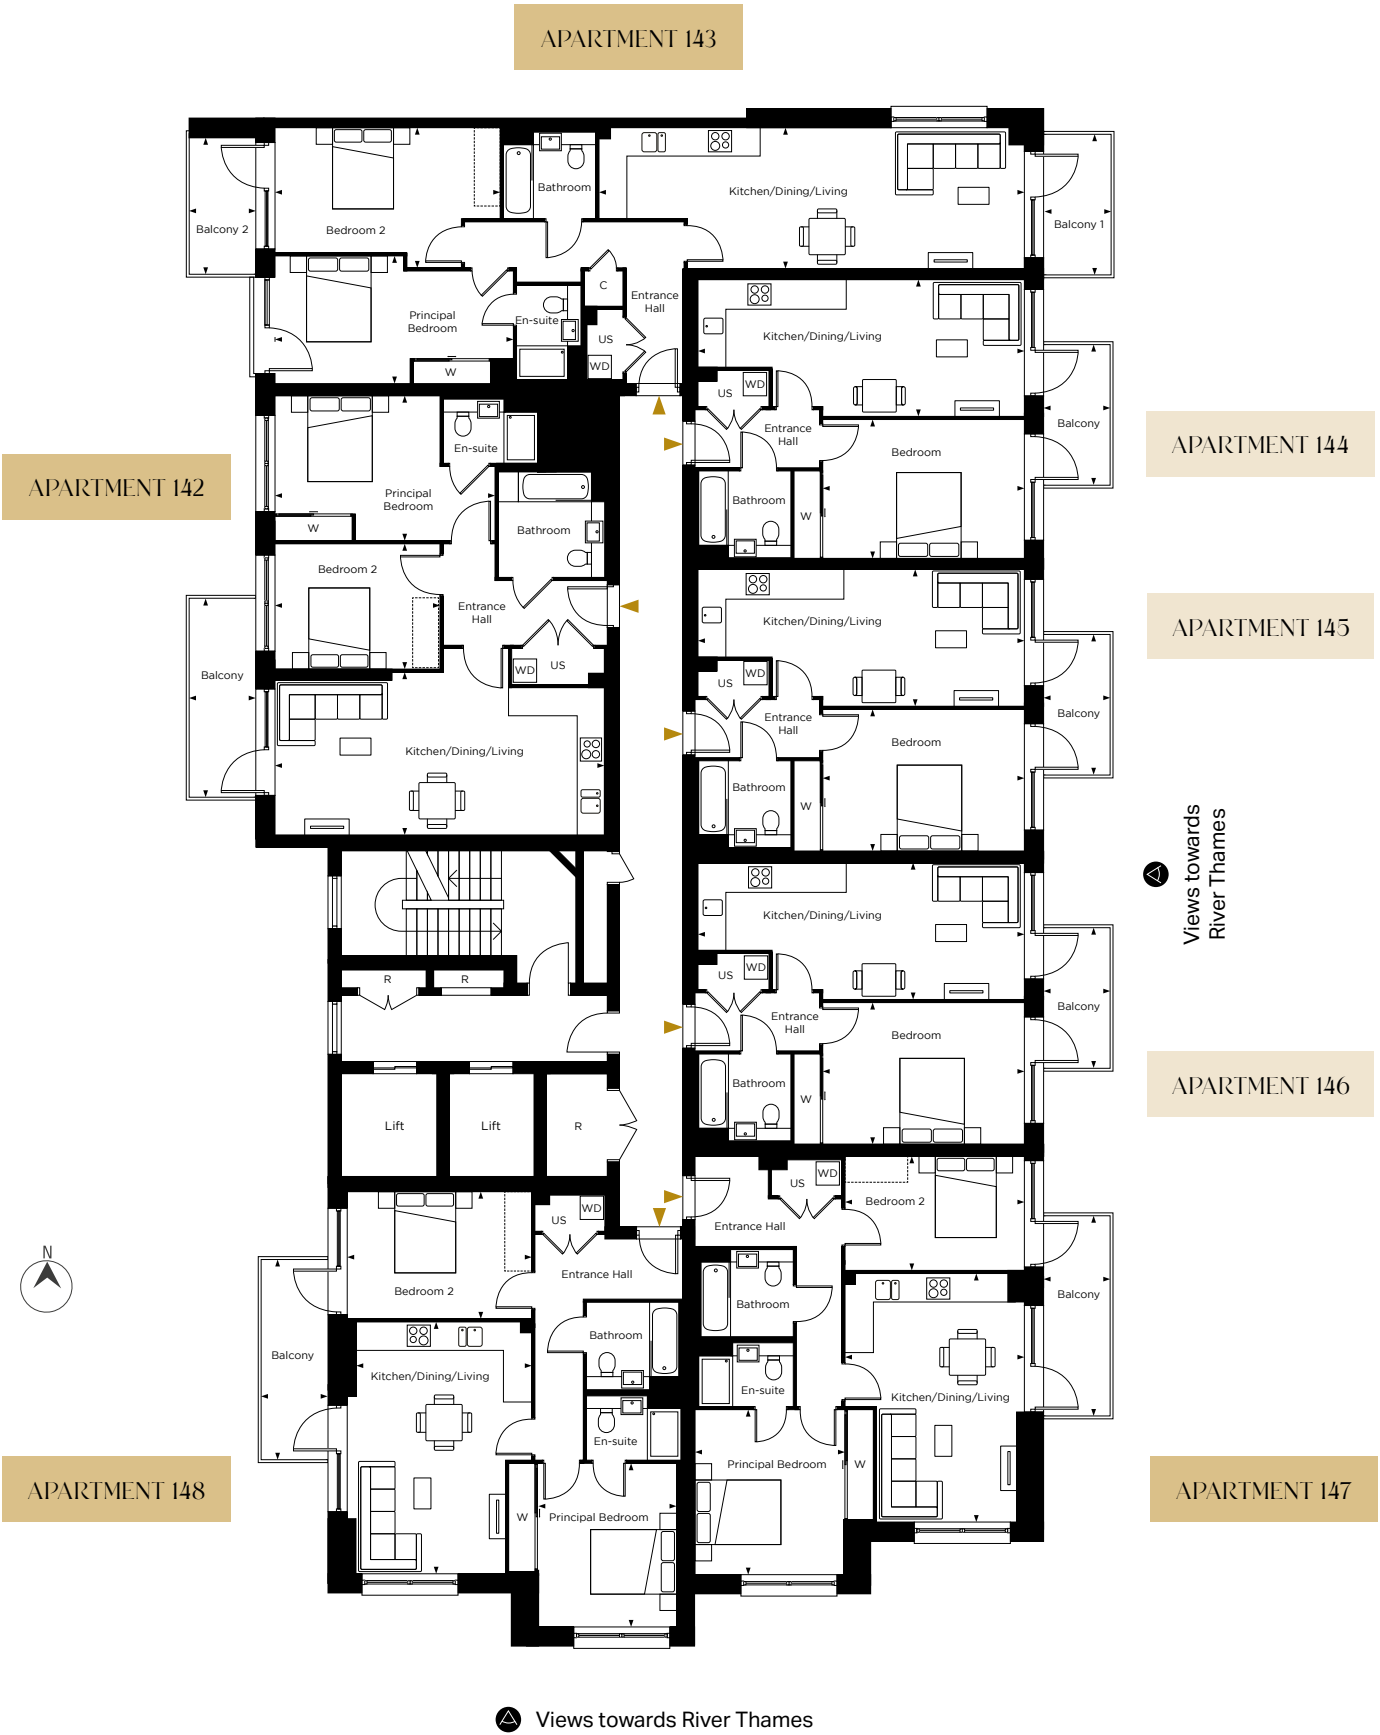 APARTMENT 143
Balcony 2
Bedroom 2
Bathroom
Kitchen/Dining/Living
Balcony 1
Principal
Bedroom
W
En-suite
C
US
WD
Entrance
Hall
APARTMENT 142
Principal
Bedroom
W
En-suite
Bathroom
Bedroom 2
Entrance
Hall
WD
US
Balcony
Kitchen/Dining/Living
APARTMENT 144
Kitchen/Dining/Living
US
WD
Entrance
Hall
Bedroom
Balcony
Bathroom
W
APARTMENT 145
Kitchen/Dining/Living
US
WD
Entrance
Hall
Bedroom
Balcony
Bathroom
W
Views towards
River Thames
APARTMENT 146
Kitchen/Dining/Living
US
WD
Entrance
Hall
Bedroom
Balcony
Bathroom
W
R
R
Lift
Lift
R
N
APARTMENT 147
US
WD
Bedroom 2
Entrance Hall
Balcony
Bathroom
En-suite
Kitchen/Dining/Living
Principal Bedroom
W
APARTMENT 148
Bedroom 2
US
WD
Entrance Hall
Balcony
Bathroom
Kitchen/Dining/Living
En-suite
W
Principal Bedroom
Views towards River Thames